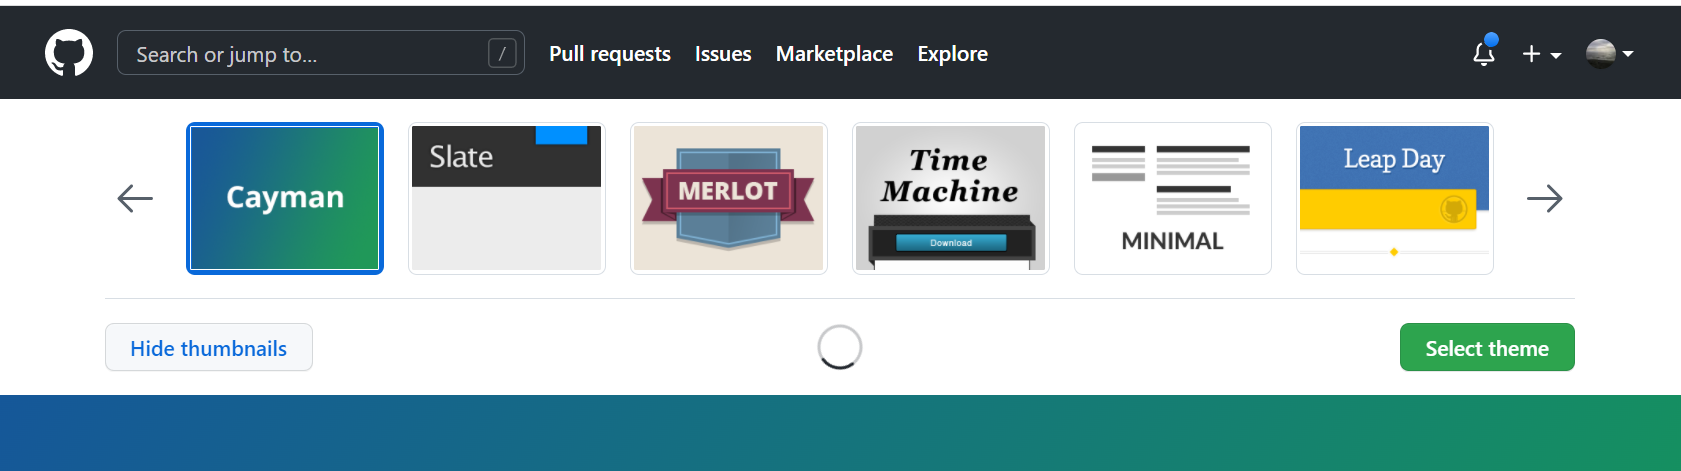 Search or jump to...
/
Pull requests
Issues
Marketplace
Explore
Cayman
Slate
MERLOT
Time
Machine
Download
MINIMAL
Leap Day
Hide thumbnails
Select theme